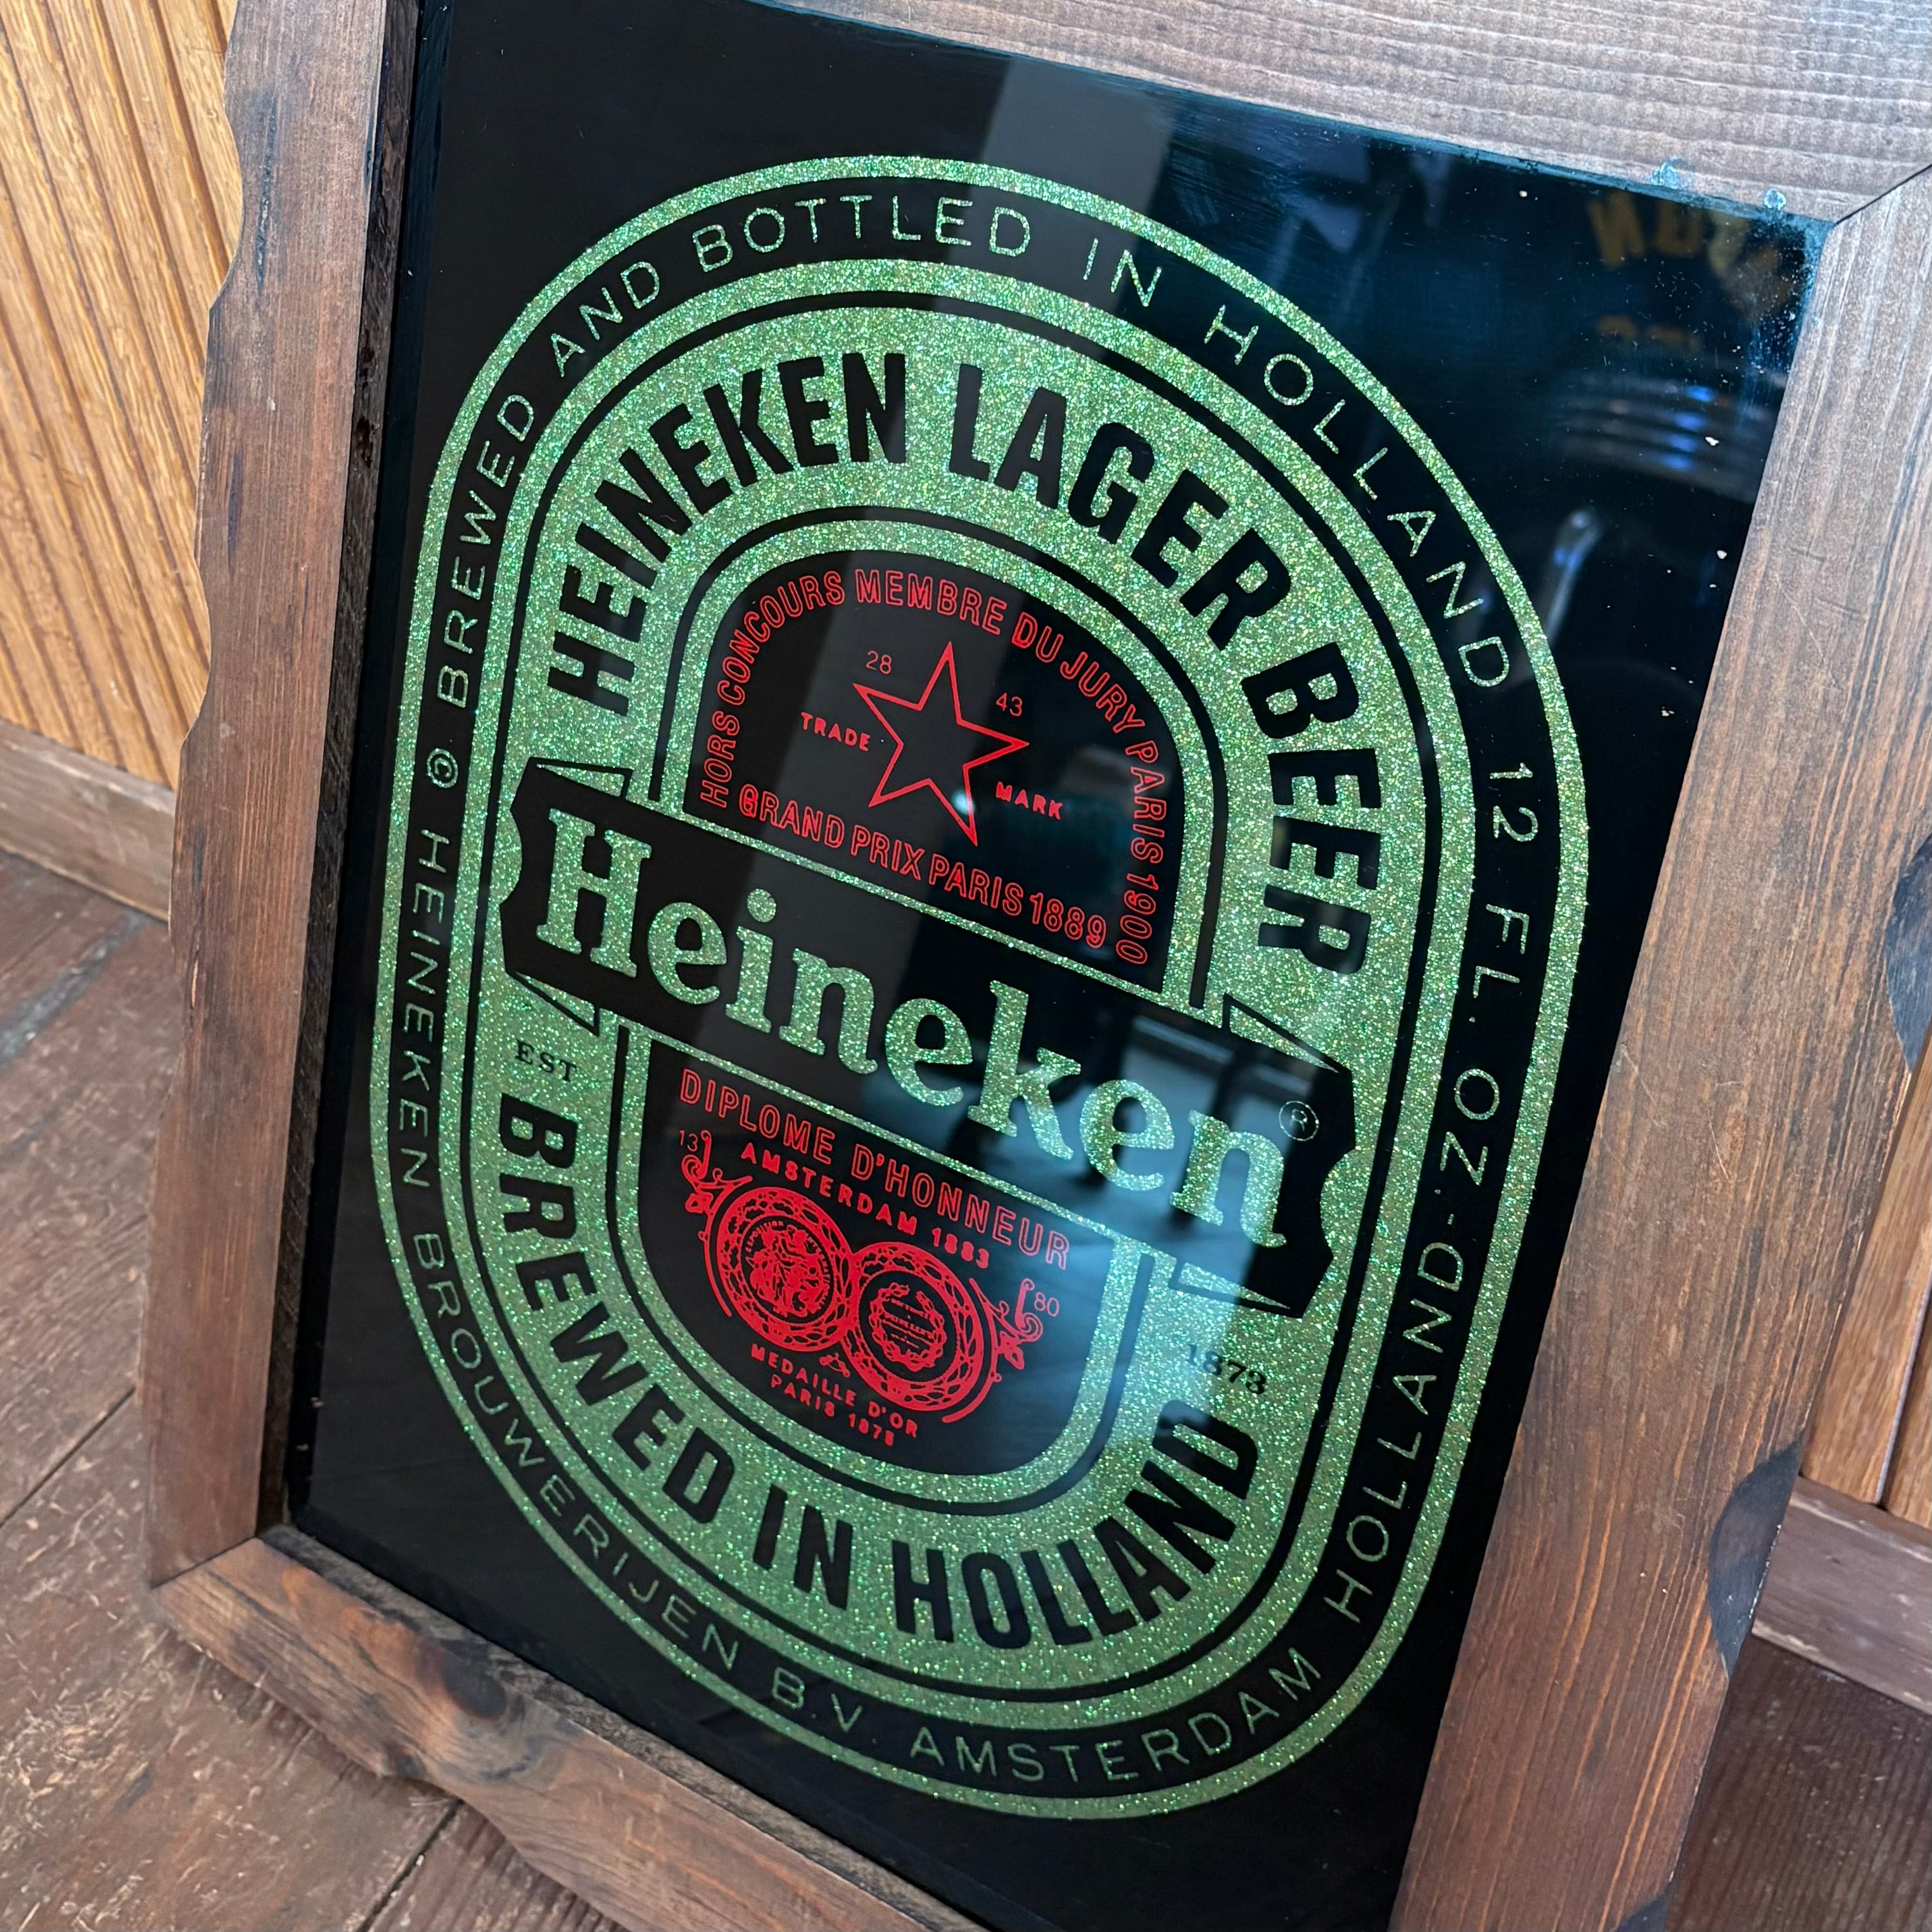 BREWED AND BOTTLED IN HOLLAND 12 FL. OZ. HOLLAND
© HEINEKEN BROUWERIJEN B.V. AMSTERDAM
HEINEKEN LAGER BEER
HORS CONCOURS MEMBRE DU JURY PARIS 1900
28
43
TRADE
MARK
GRAND PRIX PARIS 1889
Heineken ®
EST
1873
DIPLOME D'HONNEUR
AMSTERDAM 1883
13
80
MEDAILLE D'OR
PARIS 1875
BREWED IN HOLLAND